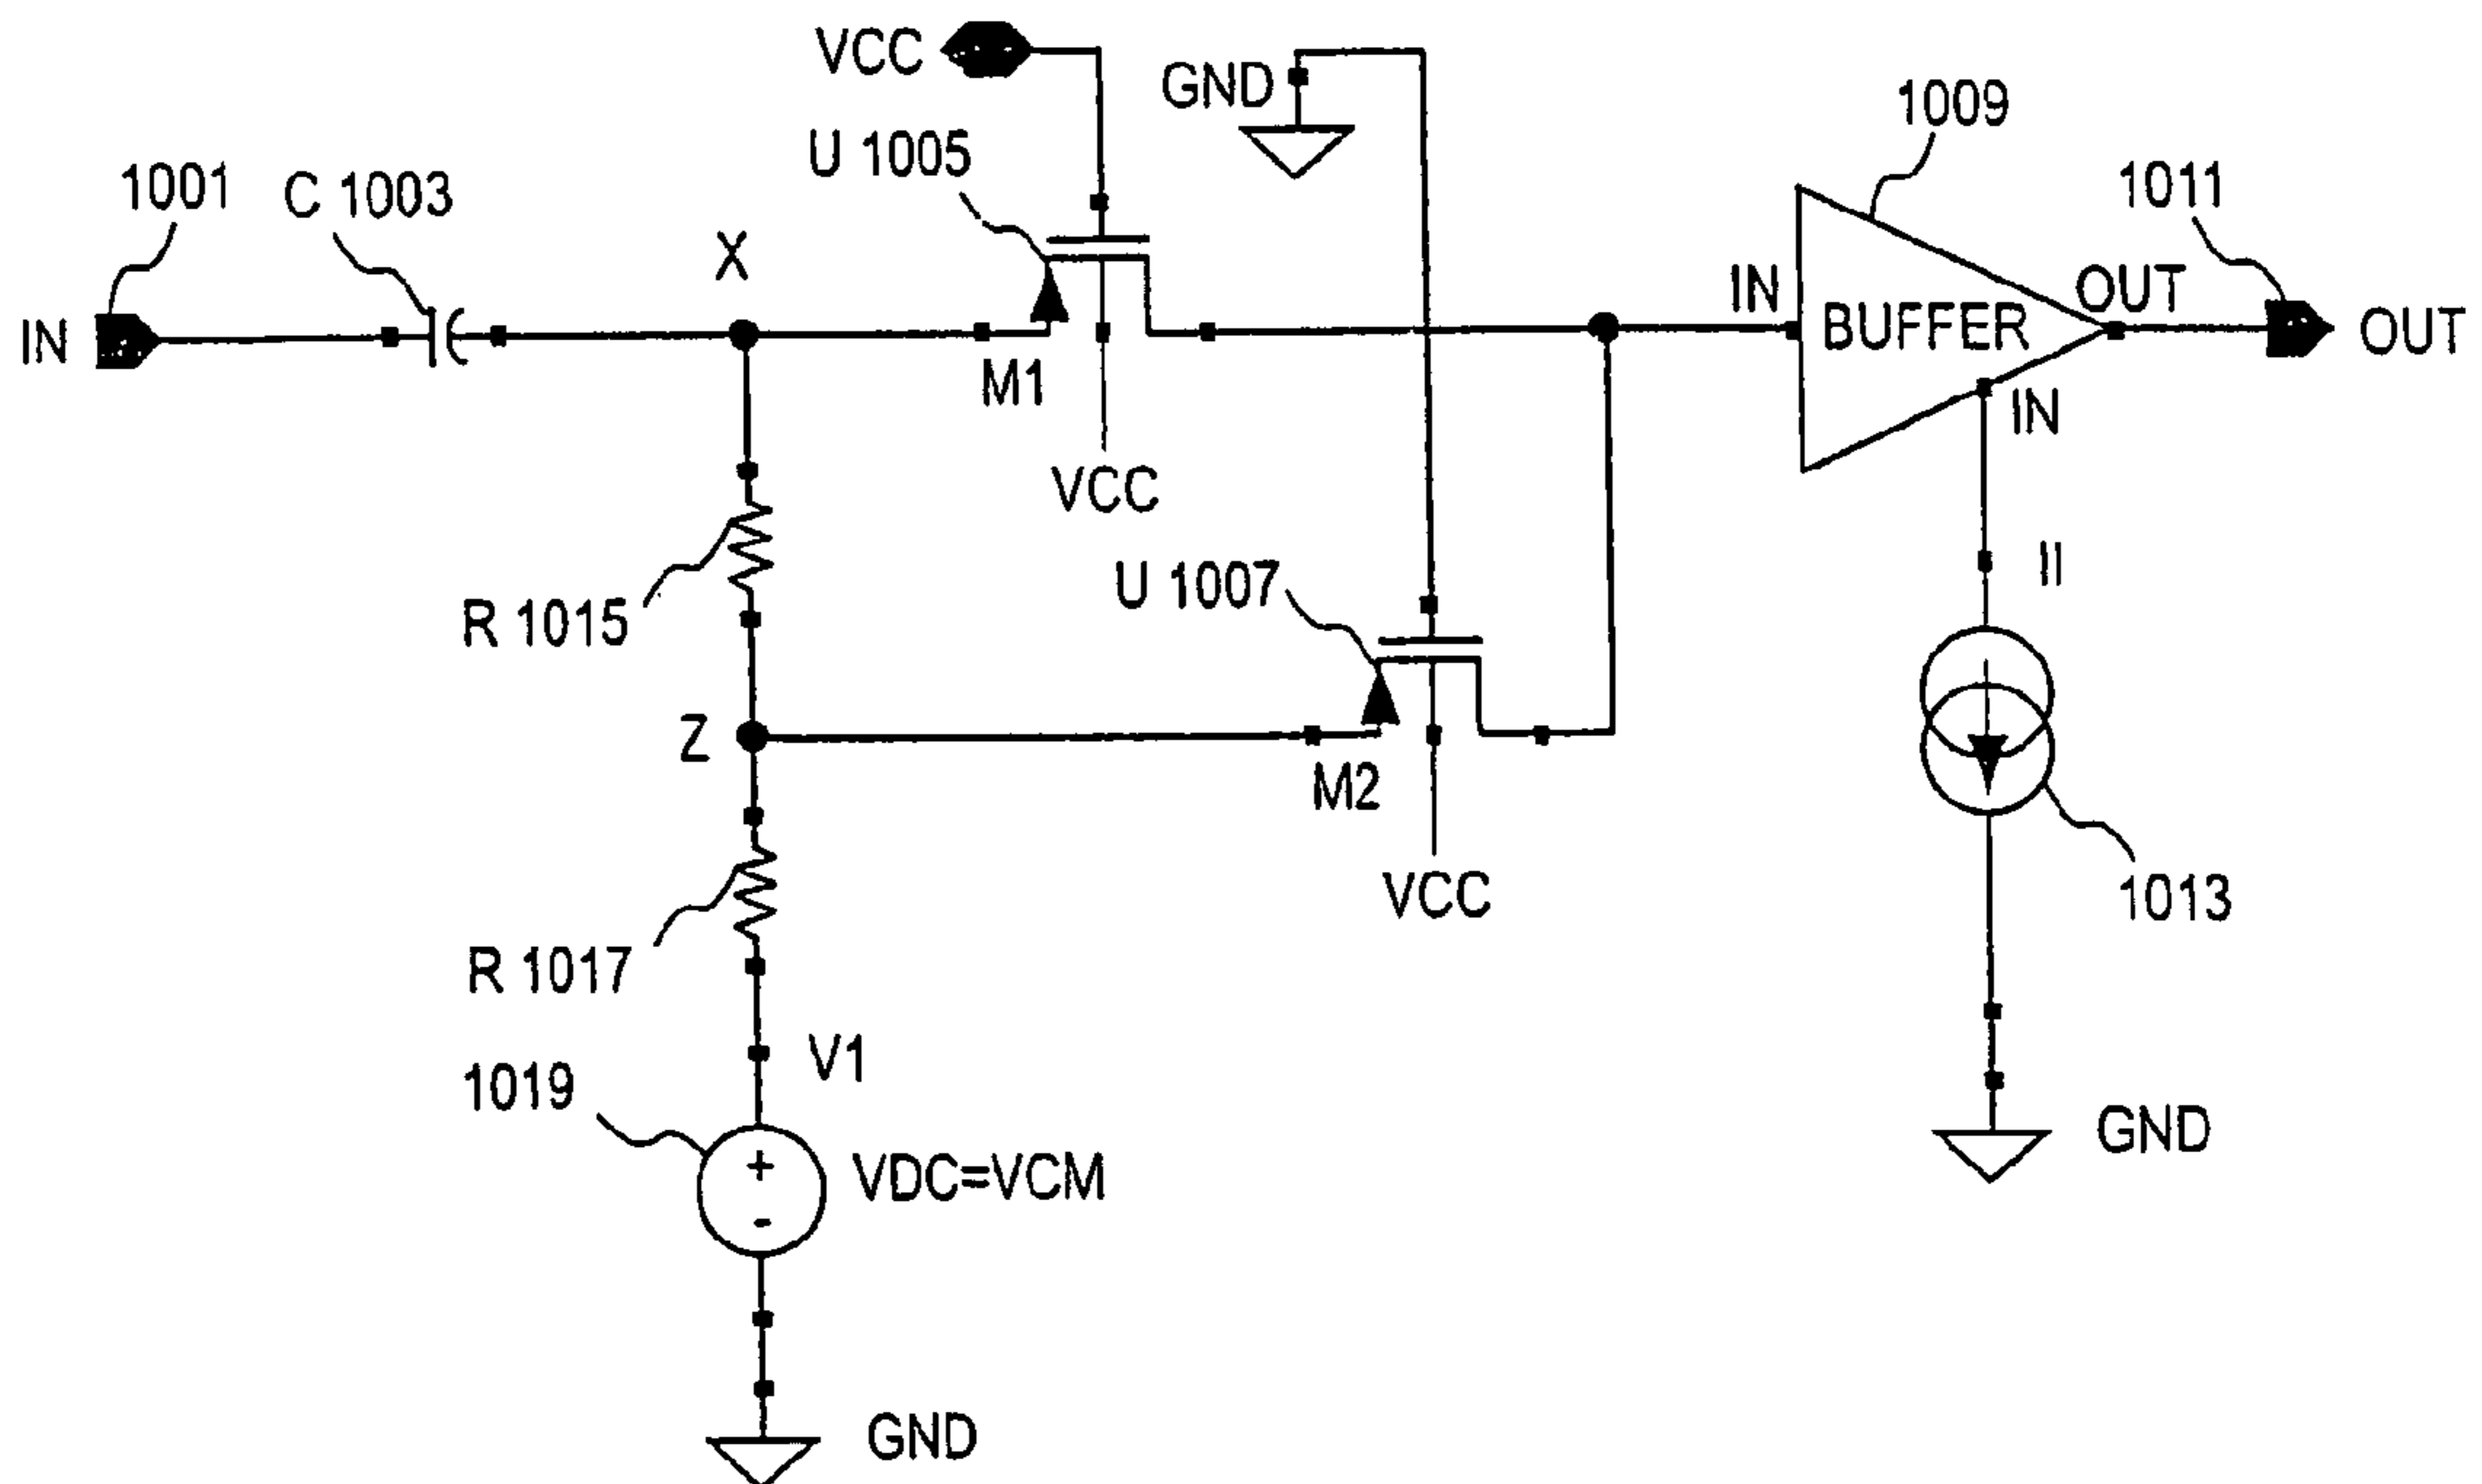 VCC
GND
1009
U 1005
1001
C 1003
1011
X
IN
OUT
IN
BUFFER
OUT
M1
IN
VCC
II
U 1007
R 1015
Z
M2
VCC
1013
R 1017
V1
1019
+
VDC=VCM
-
GND
GND